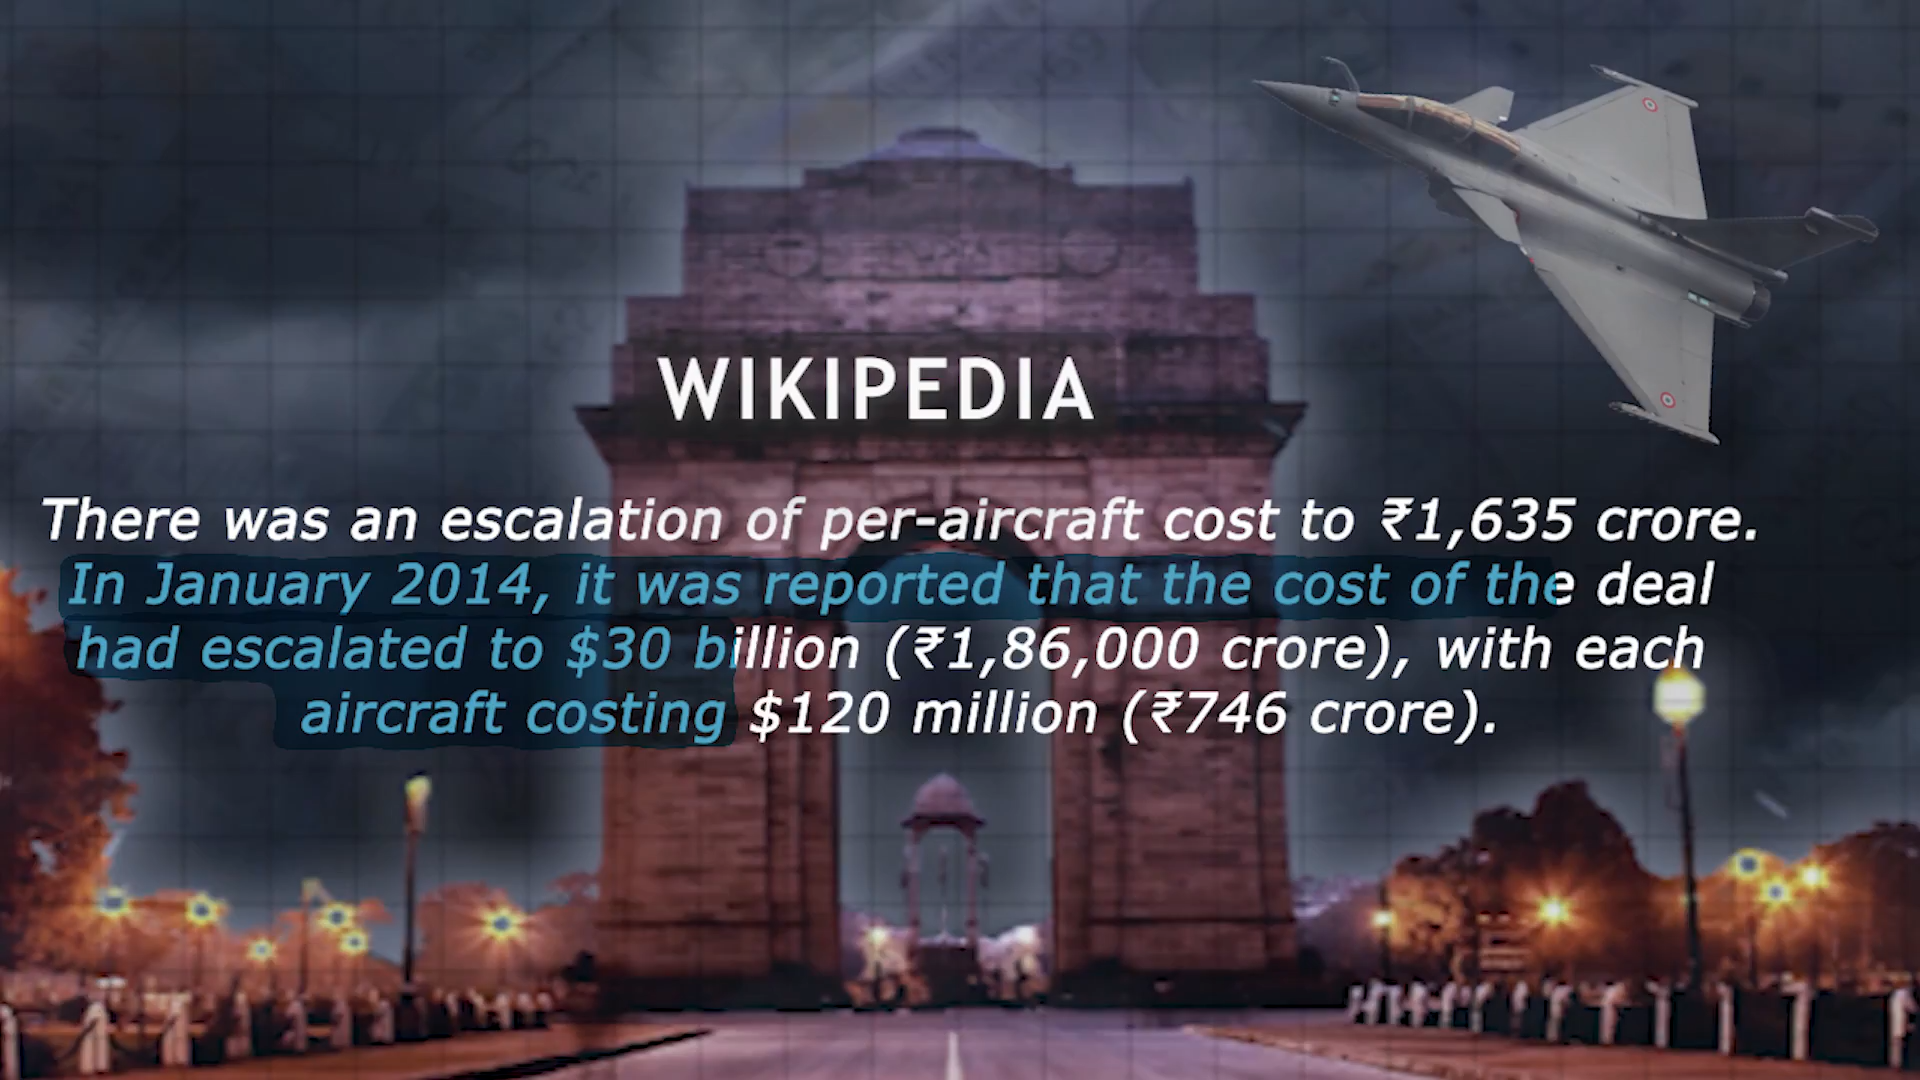 WIKIPEDIA
There was an escalation of per-aircraft cost to ₹1,635 crore.
In January 2014, it was reported that the cost of the deal
had escalated to $30 billion (₹1,86,000 crore), with each
aircraft costing $120 million (₹746 crore).